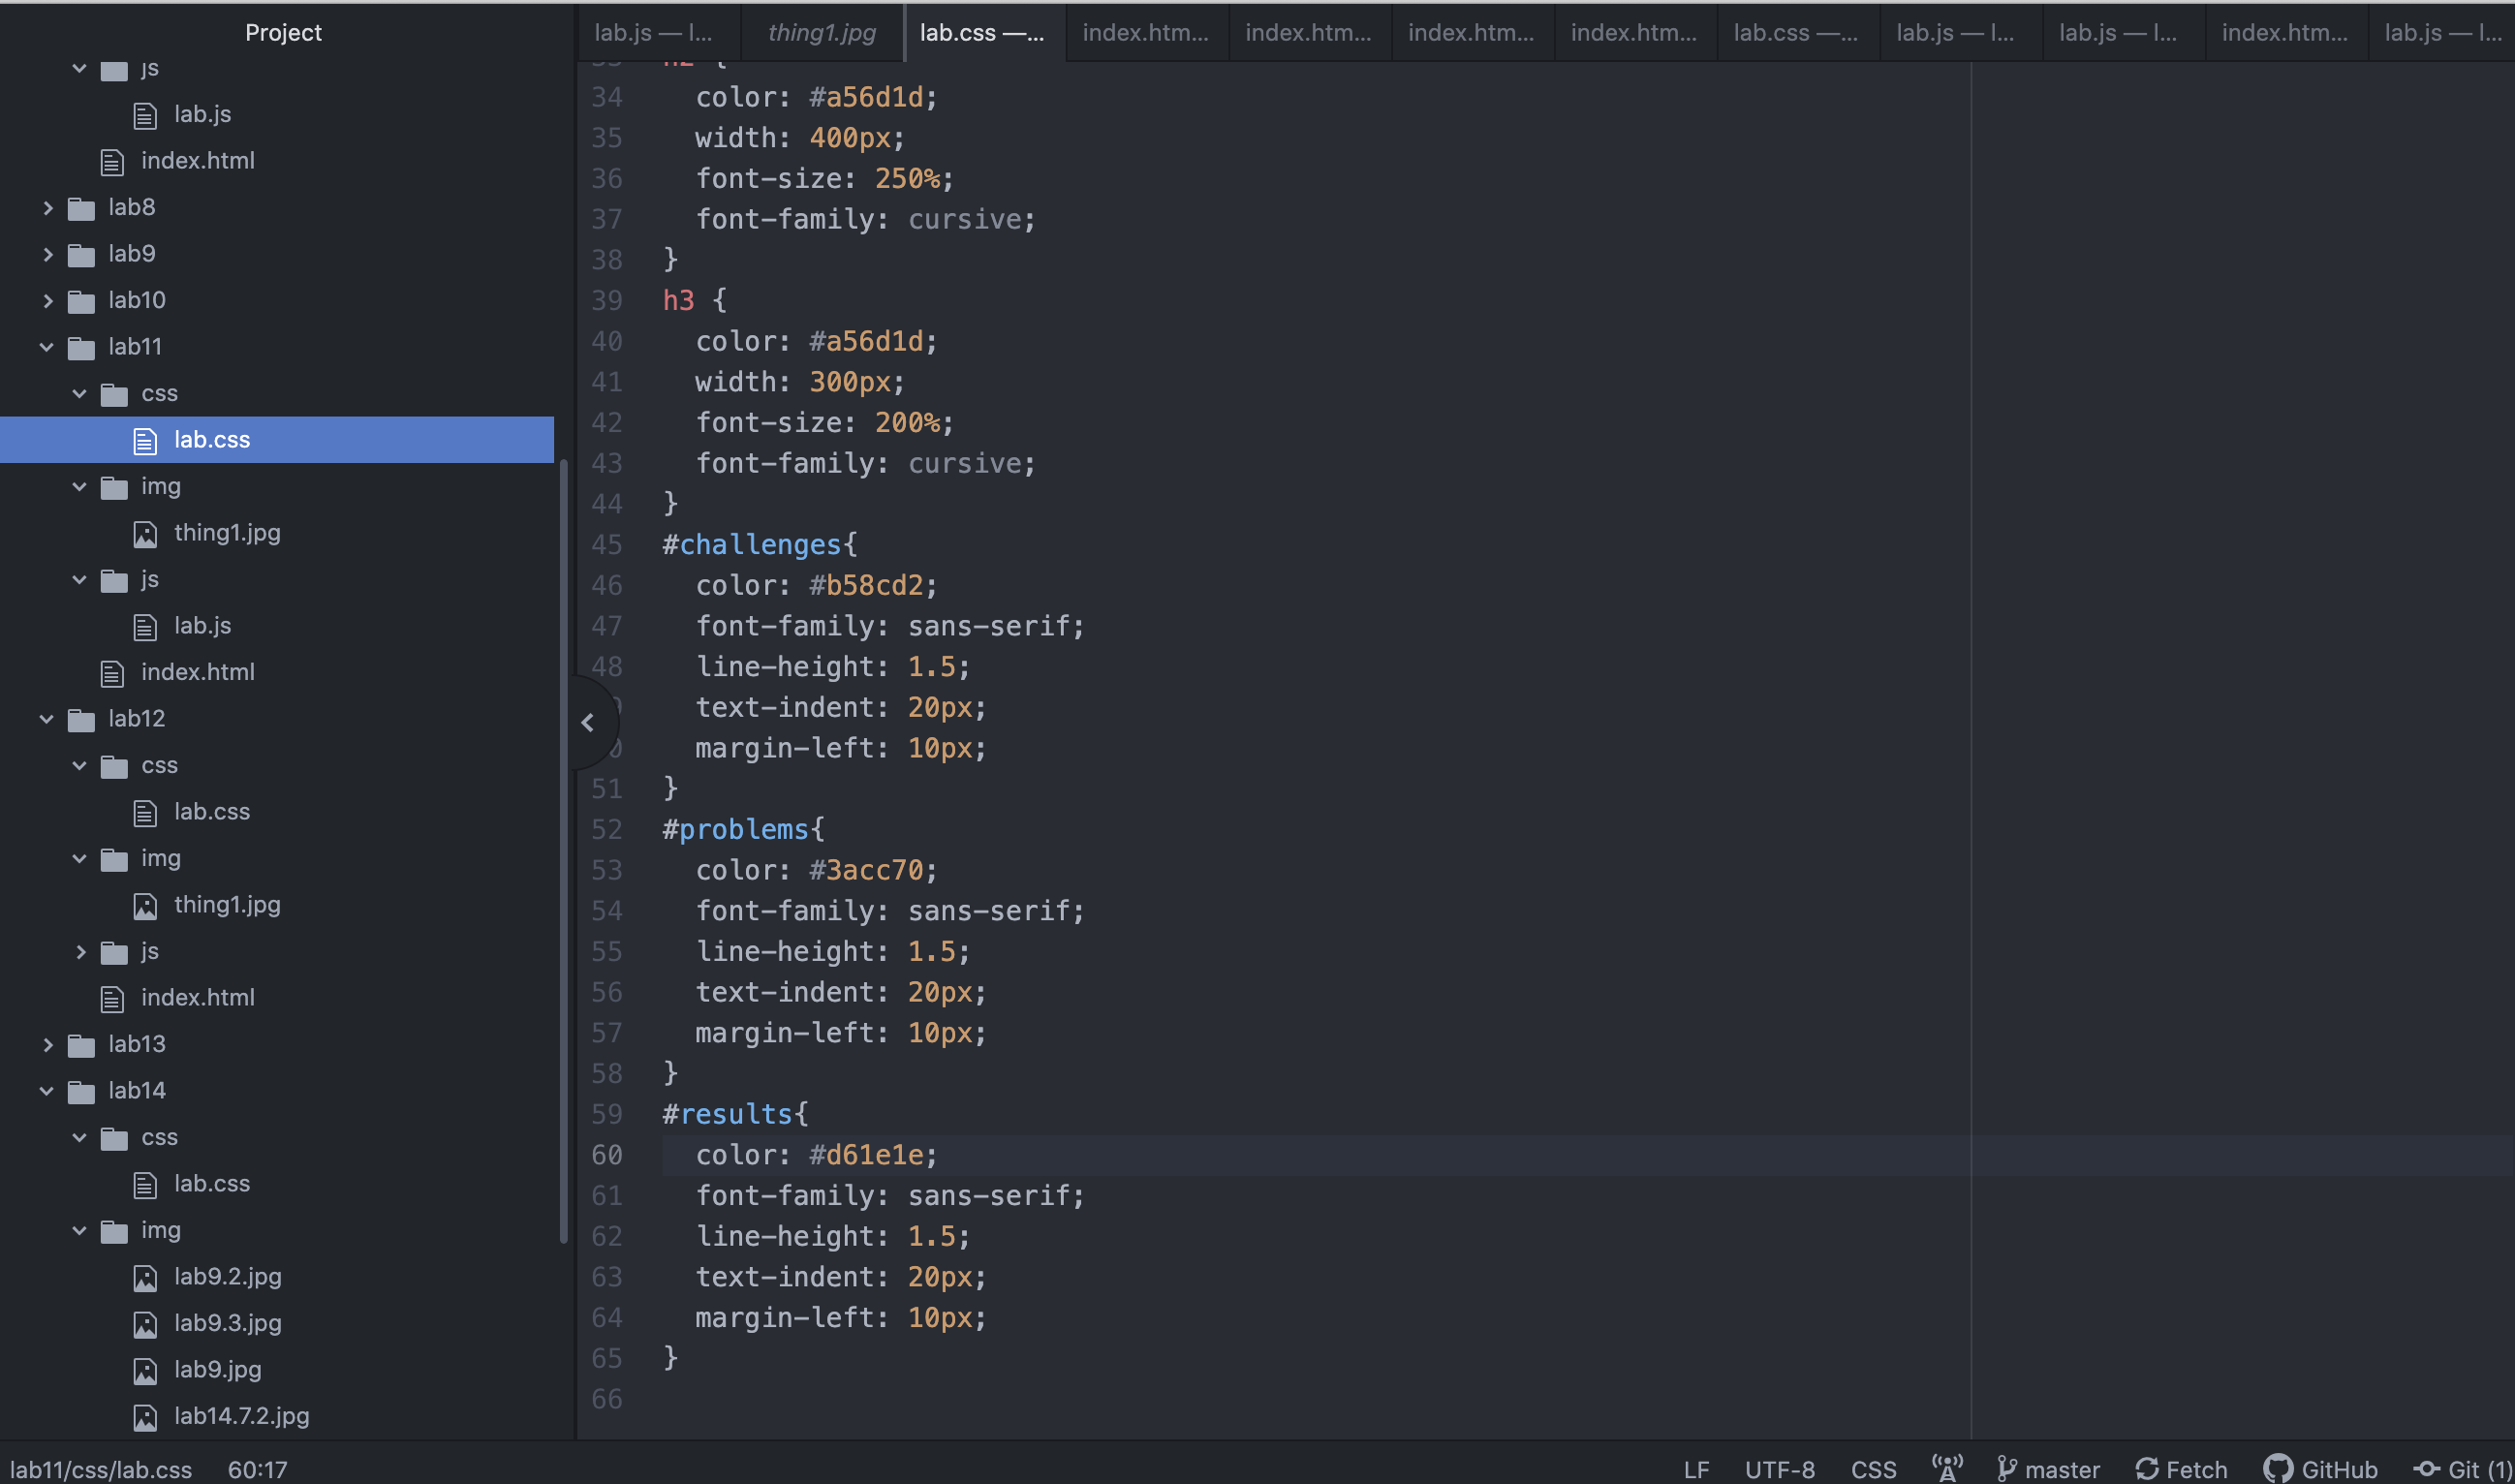 Project
js
lab.js
index.html
lab8
lab9
lab10
lab11
css
lab.css
img
thing1.jpg
js
lab.js
index.html
lab12
css
lab.css
img
thing1.jpg
js
index.html
lab13
lab14
css
lab.css
img
lab9.2.jpg
lab9.3.jpg
lab9.jpg
lab14.7.2.jpg
lab.js — l... thing1.jpg lab.css —... index.htm... index.htm... index.htm... index.htm... lab.css —... lab.js — l... lab.js — l... index.htm... lab.js — l...
33 h2 {
34 color: #a56d1d;
35 width: 400px;
36 font-size: 250%;
37 font-family: cursive;
38 }
39 h3 {
40 color: #a56d1d;
41 width: 300px;
42 font-size: 200%;
43 font-family: cursive;
44 }
45 #challenges{
46 color: #b58cd2;
47 font-family: sans-serif;
48 line-height: 1.5;
text-indent: 20px;
margin-left: 10px;
51 }
52 #problems{
53 color: #3acc70;
54 font-family: sans-serif;
55 line-height: 1.5;
56 text-indent: 20px;
57 margin-left: 10px;
58 }
59 #results{
60 color: #d61e1e;
61 font-family: sans-serif;
62 line-height: 1.5;
63 text-indent: 20px;
64 margin-left: 10px;
65 }
66
lab11/css/lab.css 60:17 LF UTF-8 CSS master Fetch GitHub Git (1)